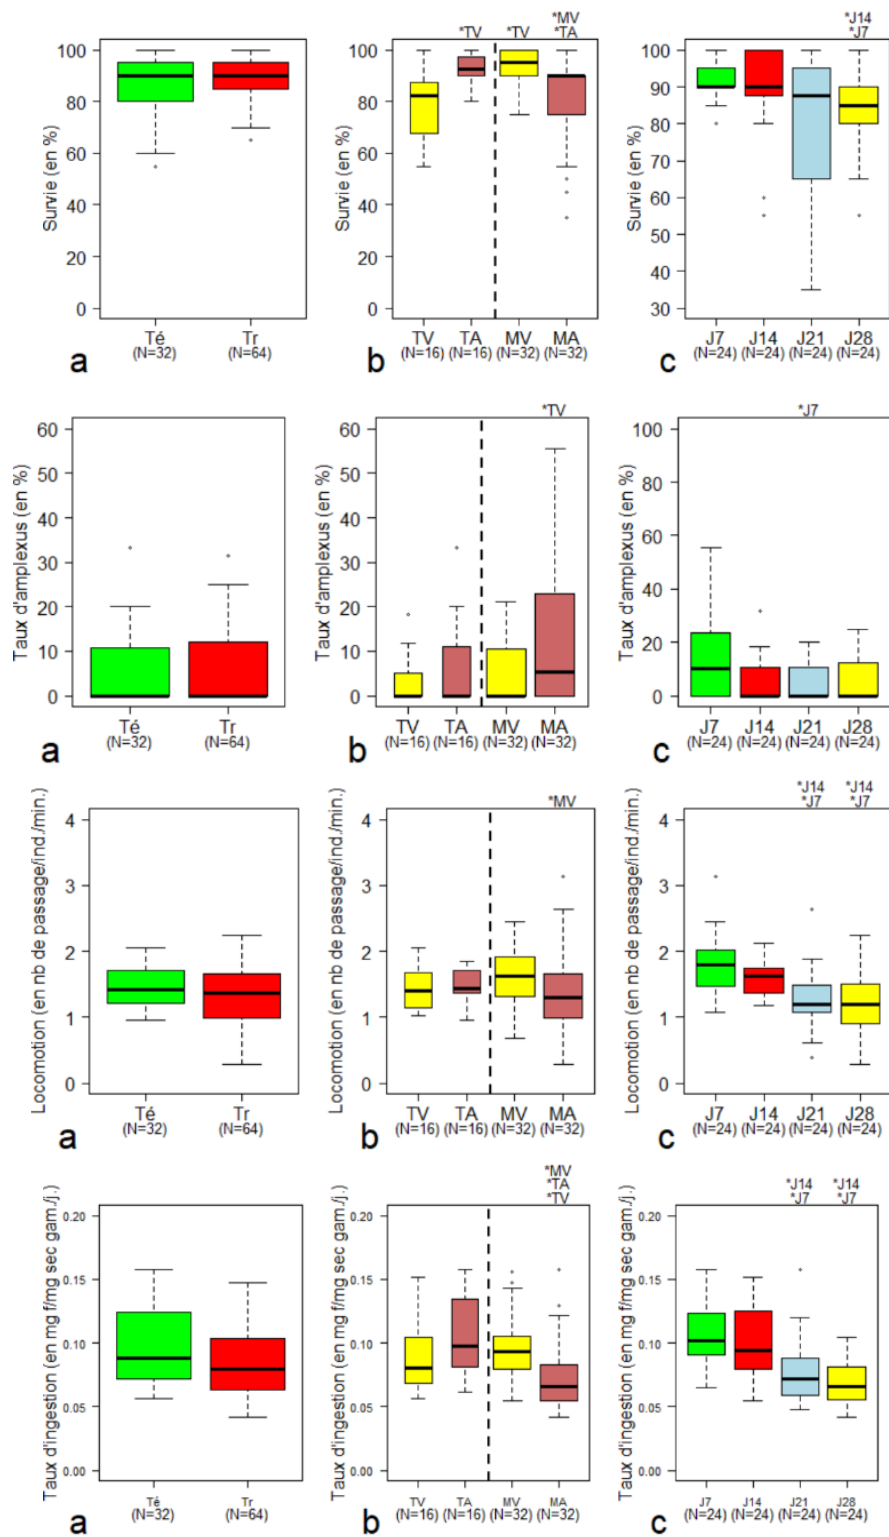 *MV
*J14
*TV
*TV
*TA
*J7
Survie (en %)
100
80
60
40
20
0
Té
Tr
(N=32)
(N=64)
a
Survie (en %)
100
80
60
40
20
0
TV
TA
MV
MA
(N=16)
(N=16)
(N=32)
(N=32)
b
Survie (en %)
100
90
80
70
60
50
40
30
J7
J14
J21
J28
(N=24)
(N=24)
(N=24)
(N=24)
c
Taux d'amplexus (en %)
60
50
40
30
20
10
0
Té
Tr
(N=32)
(N=64)
a
*TV
Taux d'amplexus (en %)
60
50
40
30
20
10
0
TV
TA
MV
MA
(N=16)
(N=16)
(N=32)
(N=32)
b
*J7
Taux d'amplexus (en %)
100
80
60
40
20
0
J7
J14
J21
J28
(N=24)
(N=24)
(N=24)
(N=24)
c
Locomotion (en nb de passage/ind./min.)
4
3
2
1
0
Té
Tr
(N=32)
(N=64)
a
*MV
Locomotion (en nb de passage/ind./min.)
4
3
2
1
0
TV
TA
MV
MA
(N=16)
(N=16)
(N=32)
(N=32)
b
*J14
*J14
*J7
*J7
Locomotion (en nb de passage/ind./min.)
4
3
2
1
0
J7
J14
J21
J28
(N=24)
(N=24)
(N=24)
(N=24)
c
Taux d'ingestion (en mg f/mg sec gam./j.)
0.20
0.15
0.10
0.05
0.00
Té
Tr
(N=32)
(N=64)
a
*MV
*TA
*TV
Taux d'ingestion (en mg f/mg sec gam./j.)
0.20
0.15
0.10
0.05
0.00
TV
TA
MV
MA
(N=16)
(N=16)
(N=32)
(N=32)
b
*J14
*J14
*J7
*J7
Taux d'ingestion (en mg f/mg sec gam./j.)
0.20
0.15
0.10
0.05
0.00
J7
J14
J21
J28
(N=24)
(N=24)
(N=24)
(N=24)
c